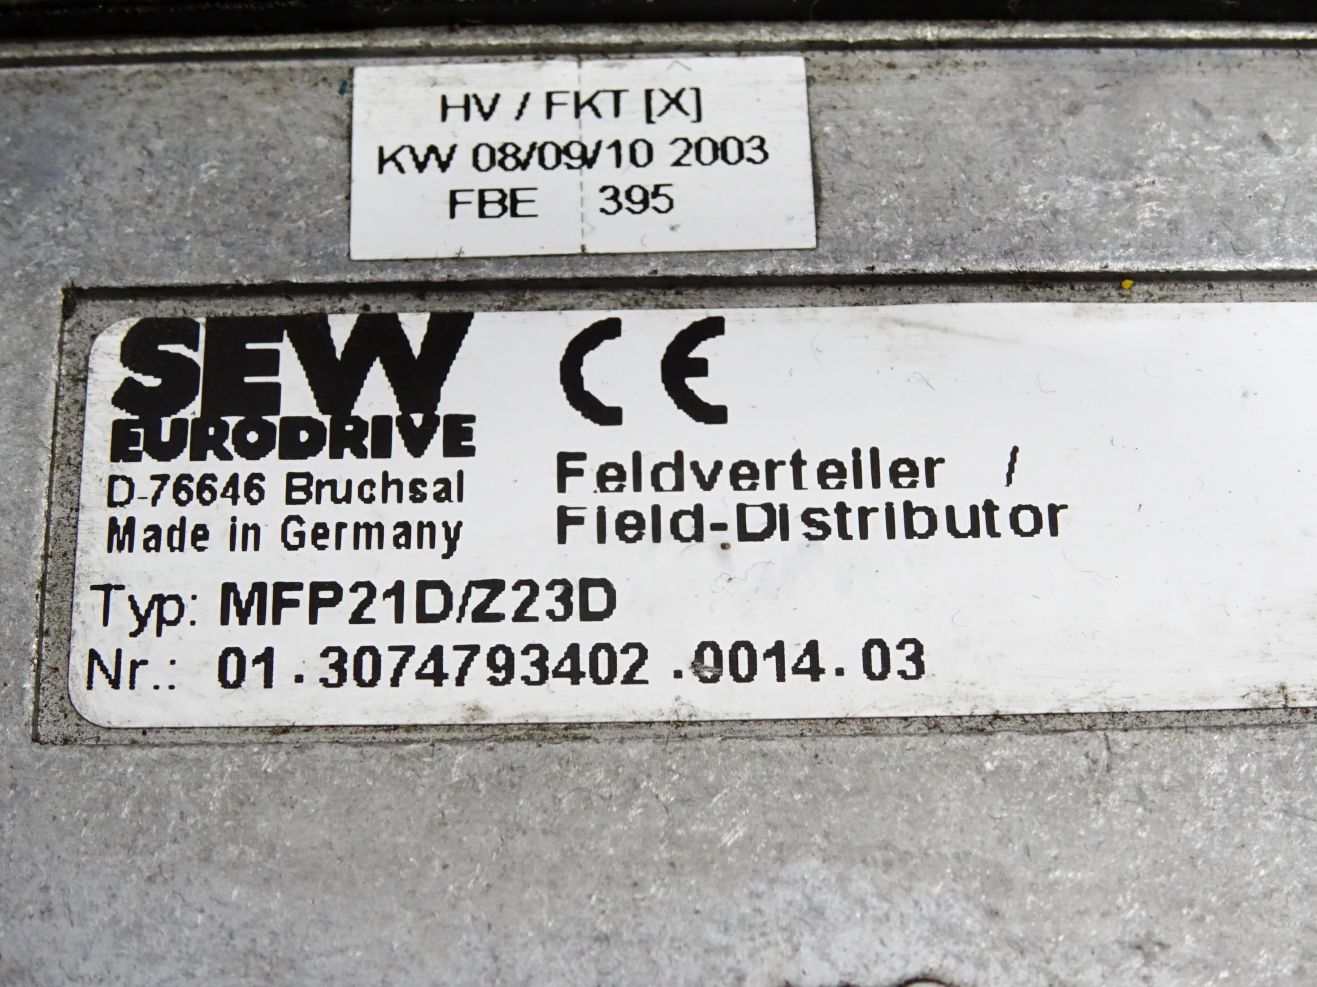 HV / FKT [X]
KW 08/09/10 2003
FBE 395
SEW
EURODRIVE
CE
D-76646 Bruchsal
Made in Germany
Feldverteiler /
Field-Distributor
Typ: MFP21D/Z23D
Nr.: 01.3074793402.0014.03